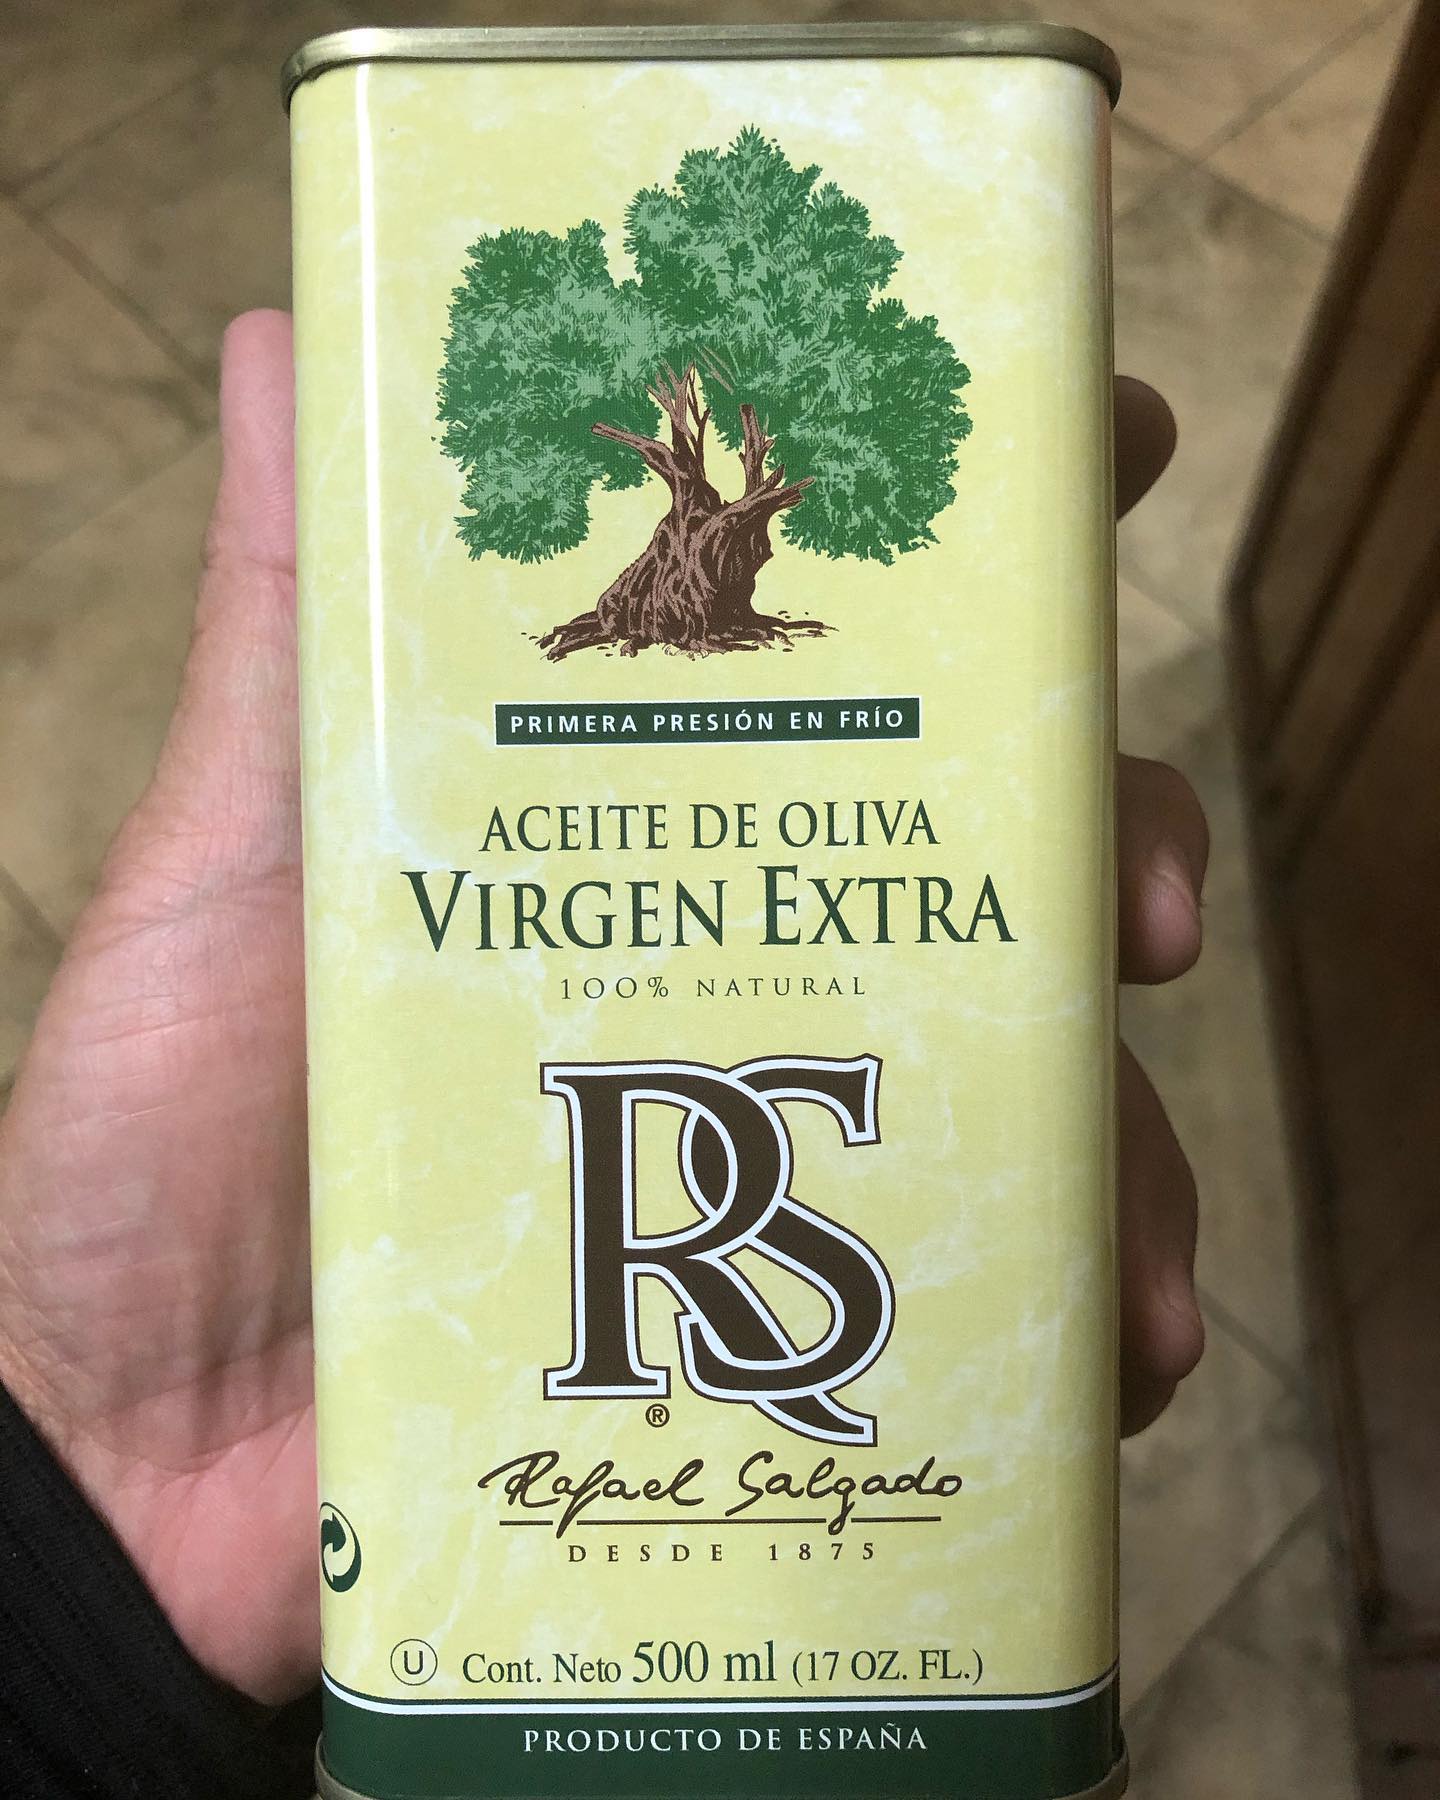 PRIMERA PRESIÓN EN FRÍO
ACEITE DE OLIVA
VIRGEN EXTRA
100% NATURAL
RS
®
Rafael Salgado
DESDE 1875
U Cont. Neto 500 ml (17 OZ. FL.)
PRODUCTO DE ESPAÑA